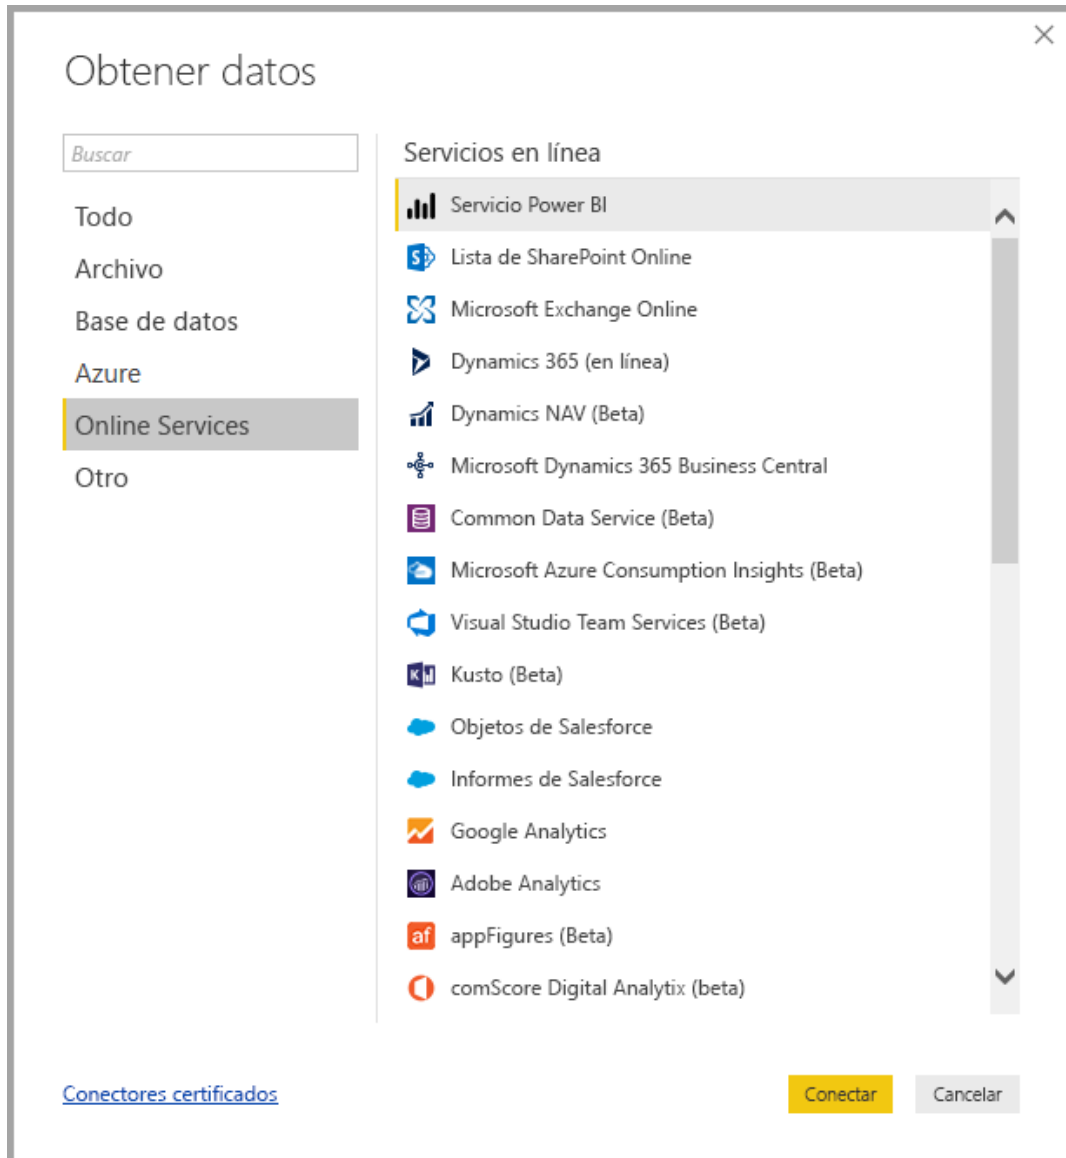 Obtener datos
Buscar
Todo
Archivo
Base de datos
Azure
Online Services
Otro
Servicios en línea
Servicio Power BI
Lista de SharePoint Online
Microsoft Exchange Online
Dynamics 365 (en línea)
Dynamics NAV (Beta)
Microsoft Dynamics 365 Business Central
Common Data Service (Beta)
Microsoft Azure Consumption Insights (Beta)
Visual Studio Team Services (Beta)
Kusto (Beta)
Objetos de Salesforce
Informes de Salesforce
Google Analytics
Adobe Analytics
af appFigures (Beta)
comScore Digital Analytix (beta)
Conectores certificados
Conectar
Cancelar